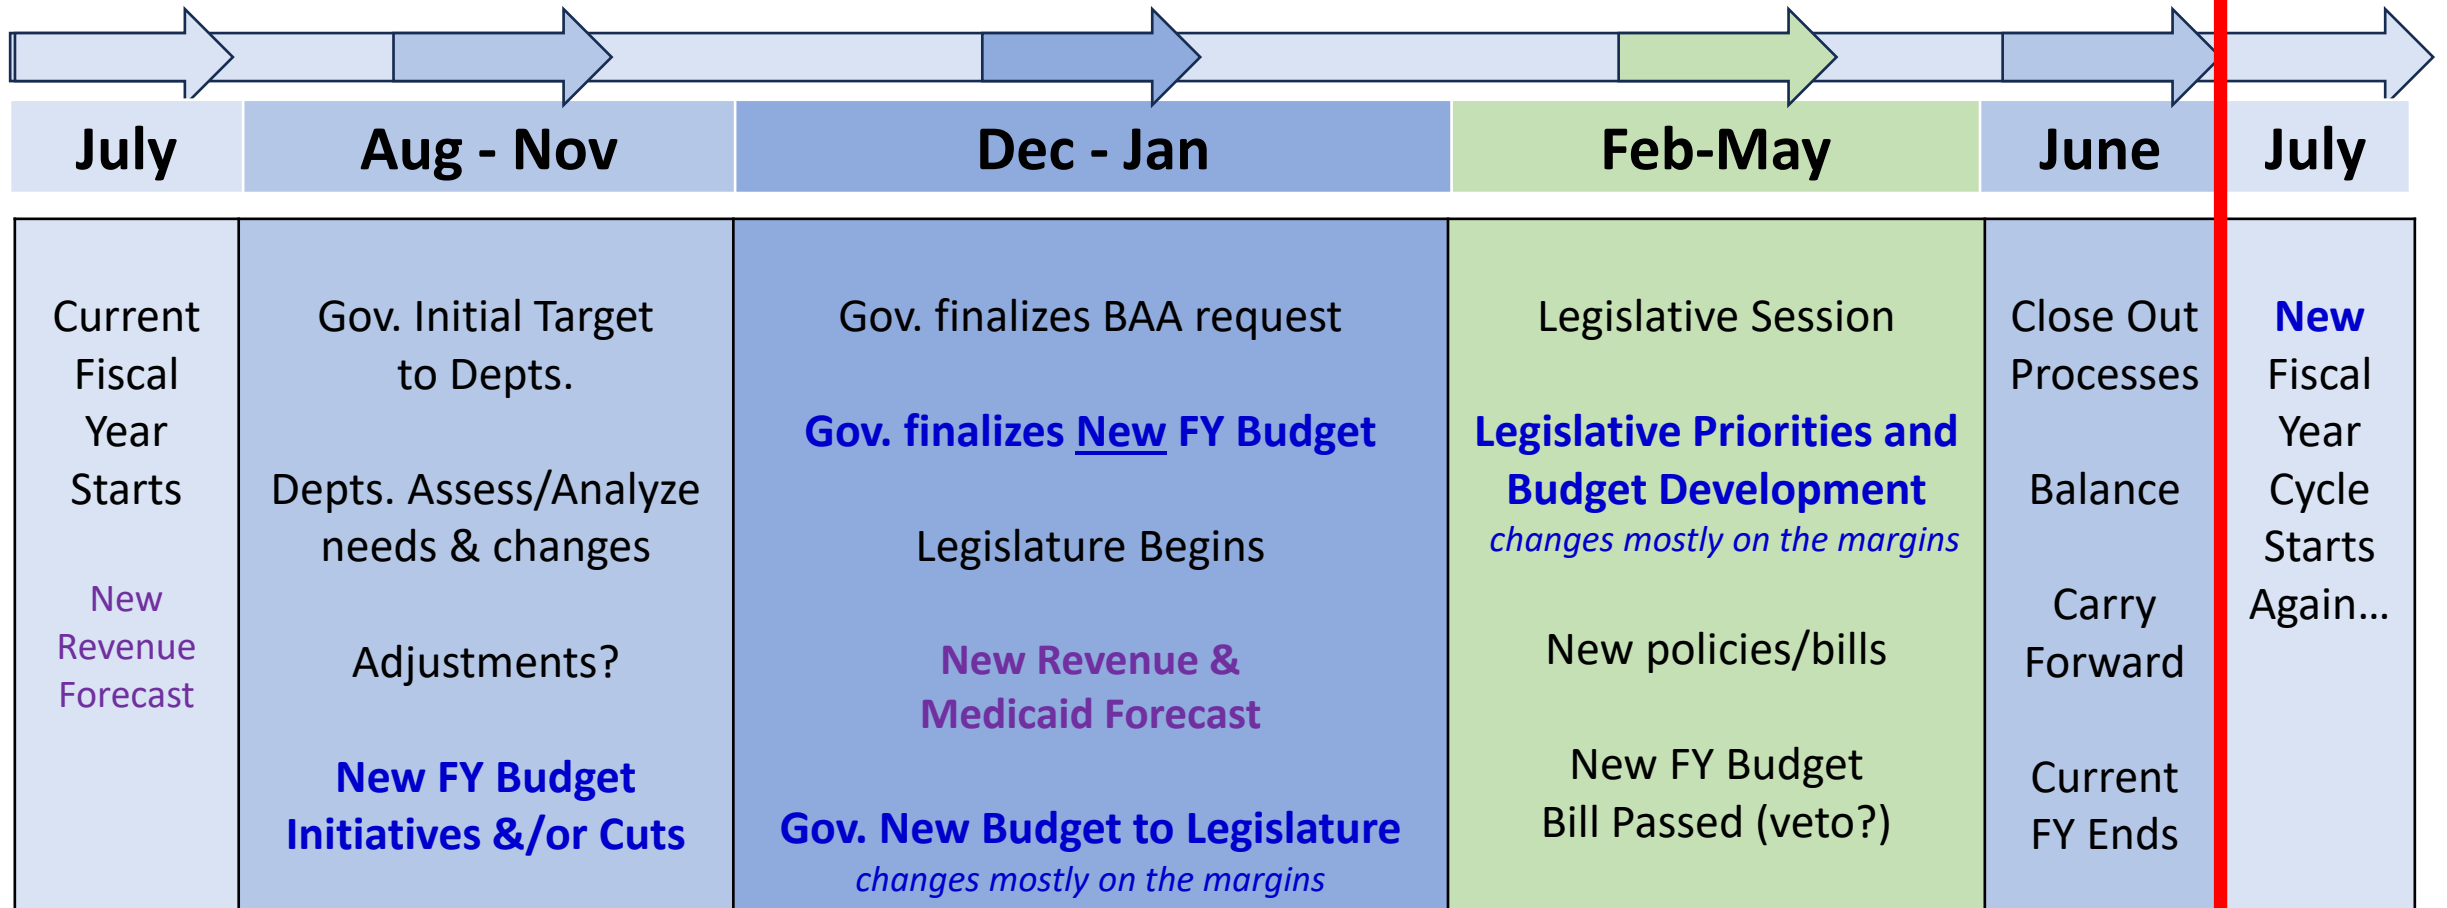 July
Aug - Nov
Dec - Jan
Feb-May
June
July
Current
Fiscal
Year
Starts
New
Revenue
Forecast
Gov. Initial Target
to Depts.
Depts. Assess/Analyze
needs & changes
Adjustments?
New FY Budget
Initiatives &/or Cuts
Gov. finalizes BAA request
Gov. finalizes New FY Budget
Legislature Begins
New Revenue &
Medicaid Forecast
Gov. New Budget to Legislature
changes mostly on the margins
Legislative Session
Legislative Priorities and
Budget Development
changes mostly on the margins
New policies/bills
New FY Budget
Bill Passed (veto?)
Close Out
Processes
Balance
Carry
Forward
Current
FY Ends
New
Fiscal
Year
Cycle
Starts
Again…